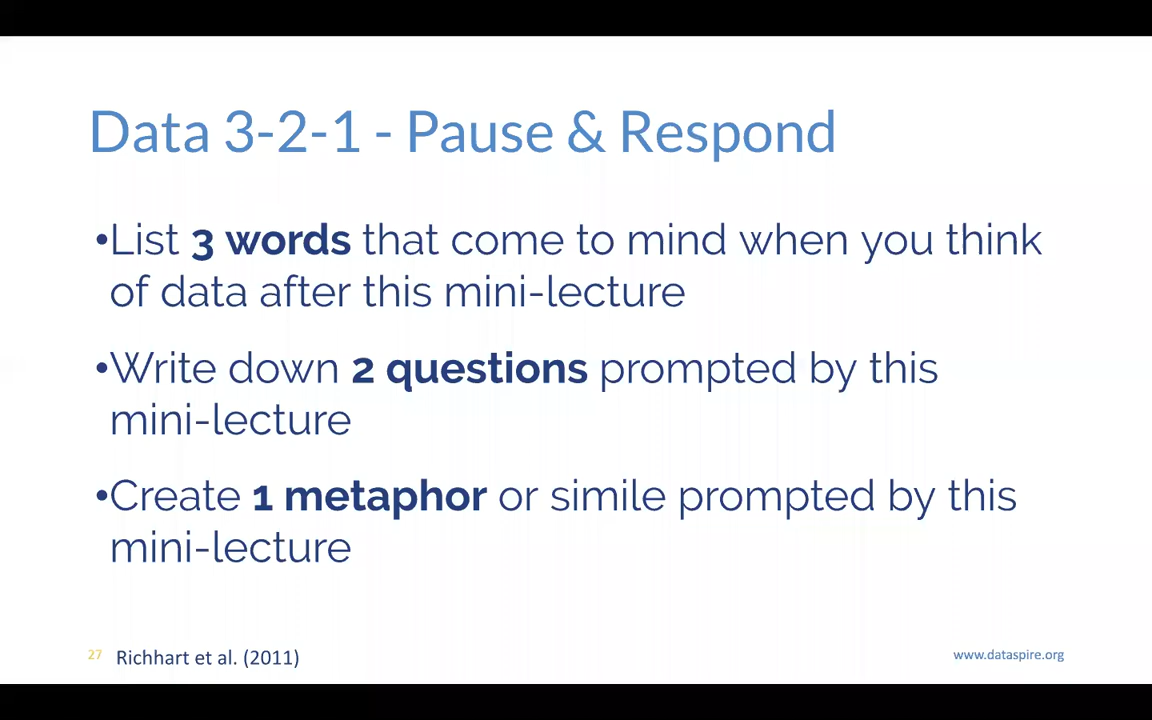 Data 3-2-1 - Pause & Respond
•List 3 words that come to mind when you think
of data after this mini-lecture
•Write down 2 questions prompted by this
mini-lecture
•Create 1 metaphor or simile prompted by this
mini-lecture
27 Richhart et al. (2011)
www.dataspire.org